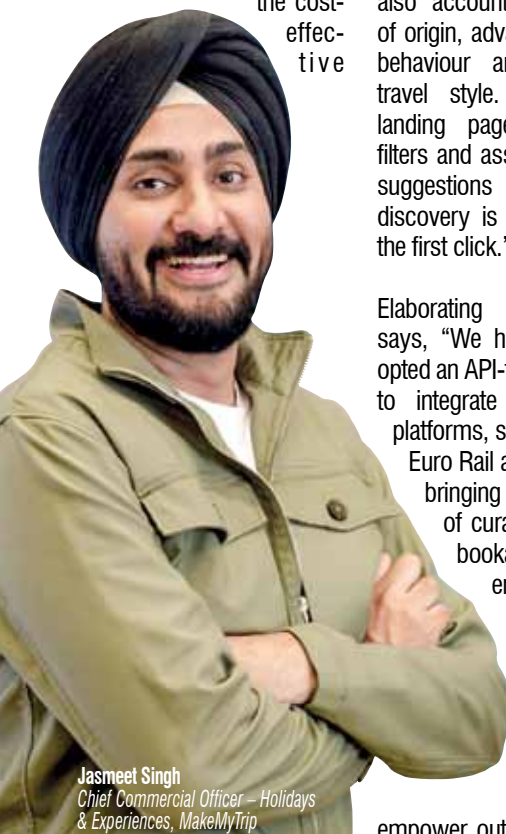 the cost-
effec-
tive
also account
of origin, adva
behaviour an
travel style.
landing page
filters and ass
suggestions
discovery is
the first click.’
Elaborating
says, “We h
opted an API-f
to integrate
platforms, s
Euro Rail a
bringing
of cura
booka
en
empower out
Jasmeet Singh
Chief Commercial Officer – Holidays
& Experiences, MakeMyTrip